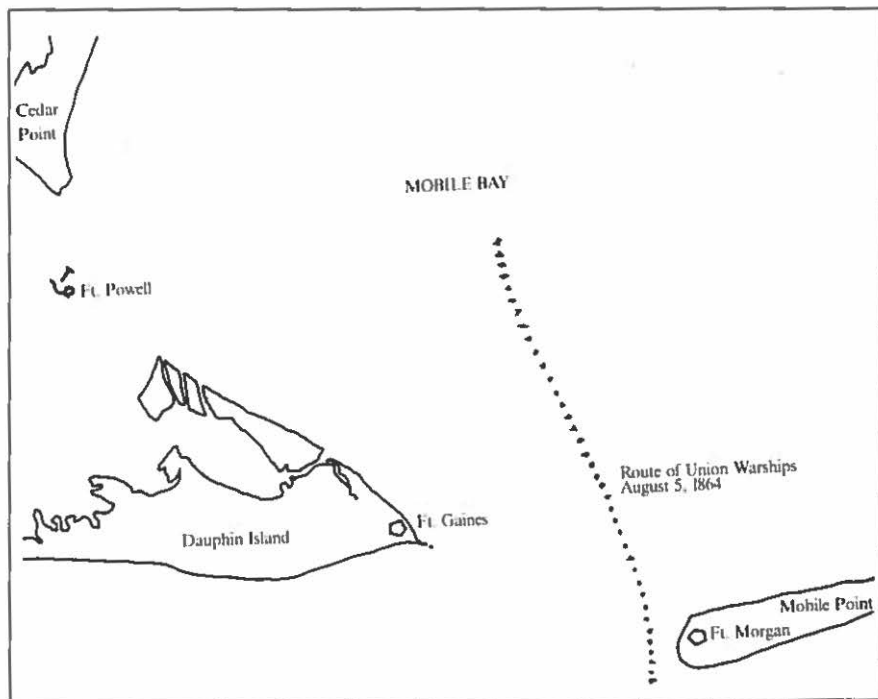 Cedar
Point
MOBILE BAY
Ft. Powell
Route of Union Warships
August 5, 1864
Ft. Gaines
Dauphin Island
Mobile Point
Ft. Morgan